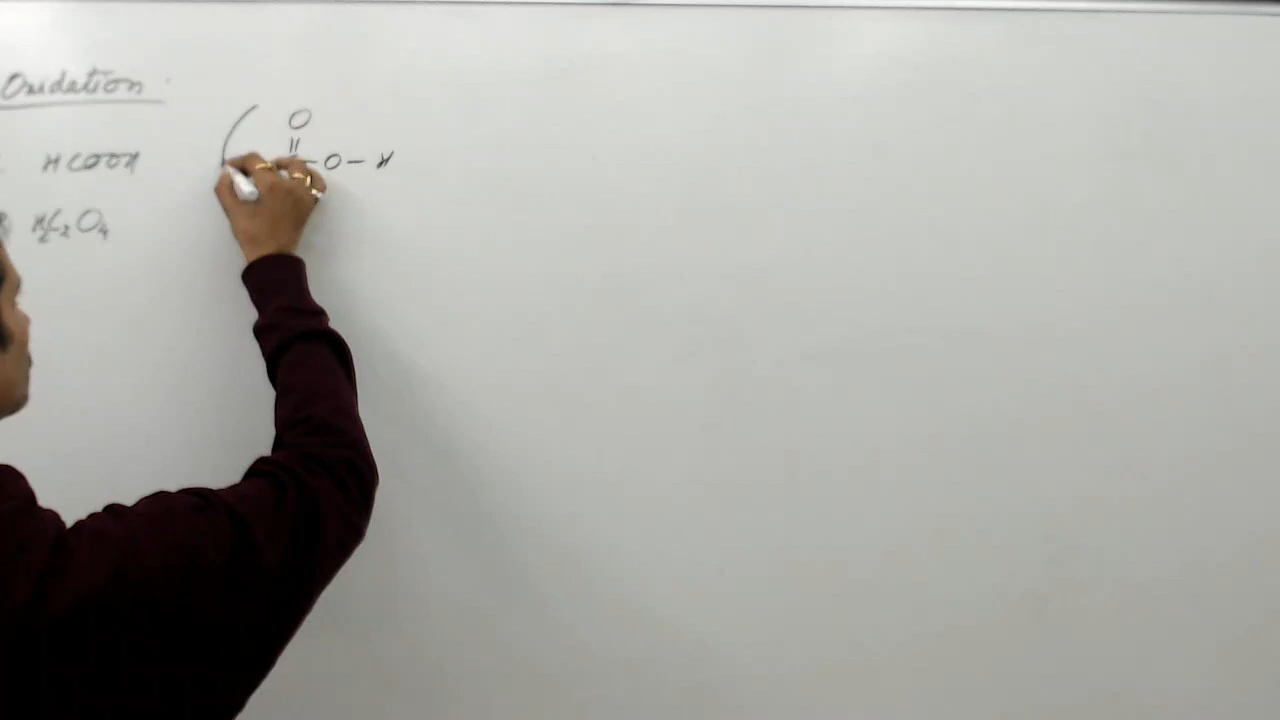 Oxidation
HCOOH
H2C2O4
O
||
- O - H